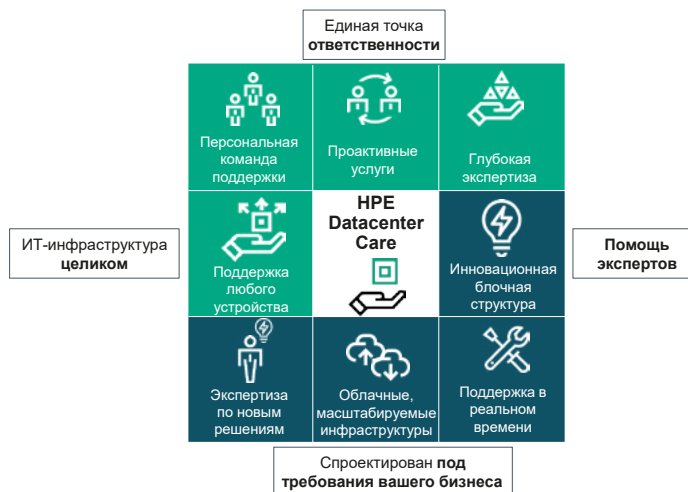 Единая точка
ответственности
Персональная
команда
поддержки
Проактивные
услуги
Глубокая
экспертиза
ИТ-инфраструктура
целиком
Поддержка
любого
устройства
HPE
Datacenter
Care
Инновационная
блочная
структура
Помощь
экспертов
Экспертиза
по новым
решениям
Облачные,
масштабируемые
инфраструктуры
Поддержка в
реальном
времени
Спроектирован под
требования вашего бизнеса